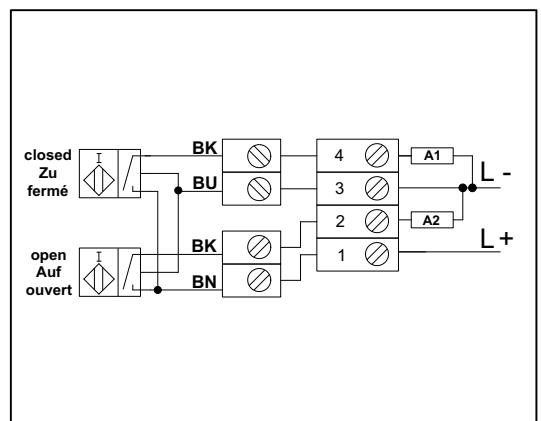 closed
Zu
fermé
I
BK
BU
4
3
2
1
A1
A2
L -
L+
open
Auf
ouvert
I
BK
BN